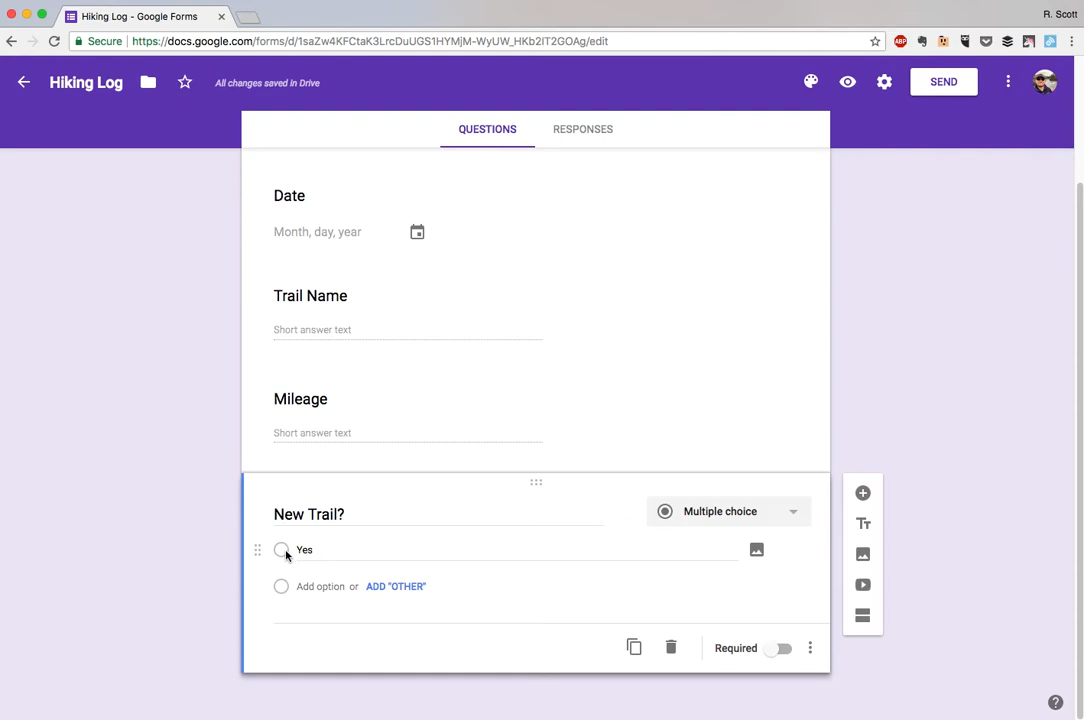 Hiking Log - Google Forms
R. Scott
Secure https://docs.google.com/forms/d/1saZw4KFCtaK3LrcDuUGS1HYMjM-WyUW_HKb2IT2GOAg/edit
ABP
Hiking Log
All changes saved in Drive
SEND
QUESTIONS RESPONSES
Date
Month, day, year
Trail Name
Short answer text
Mileage
Short answer text
New Trail?
Multiple choice
Yes
Add option or ADD "OTHER"
Required